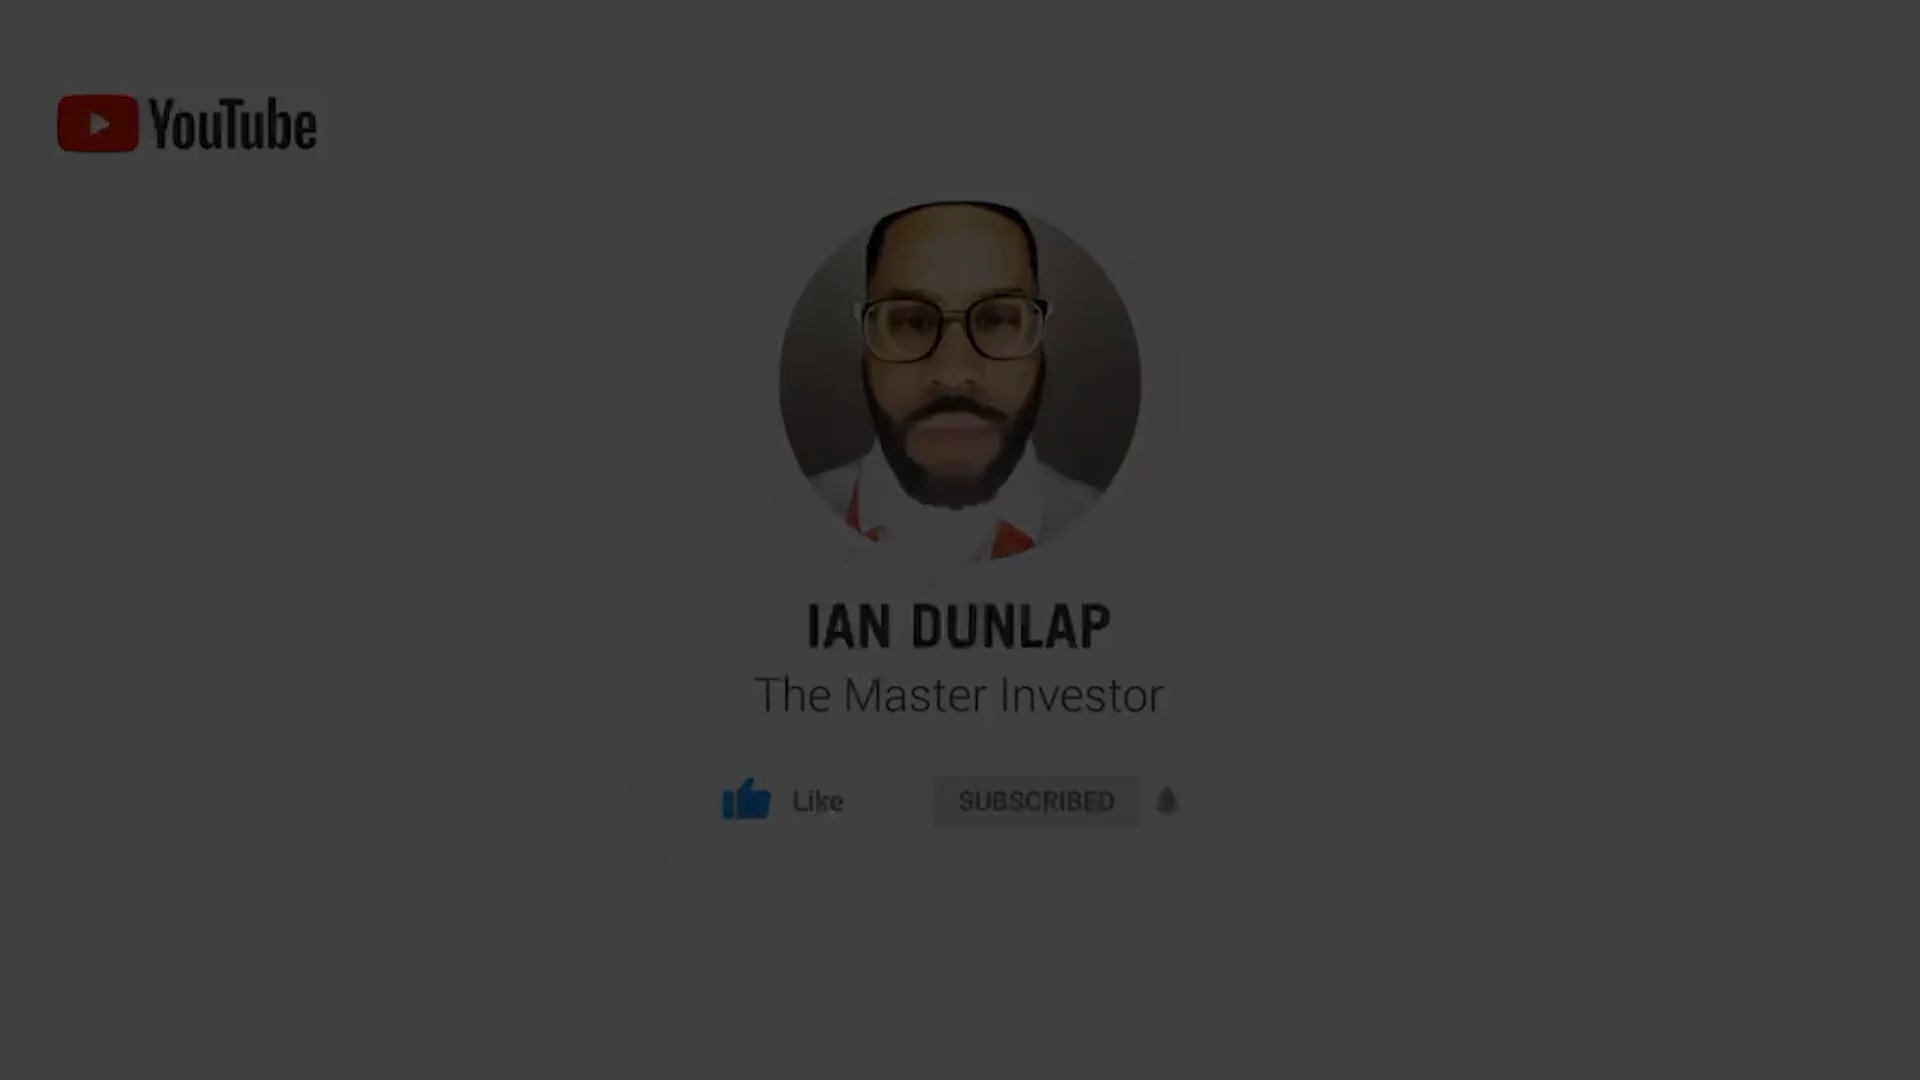 YouTube
IAN DUNLAP
The Master Investor
Like
SUBSCRIBED